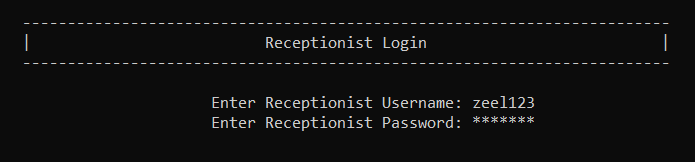 -----------------------------------------------------------------------
|                          Receptionist Login                          |
-----------------------------------------------------------------------
Enter Receptionist Username: zeel123
Enter Receptionist Password: *******